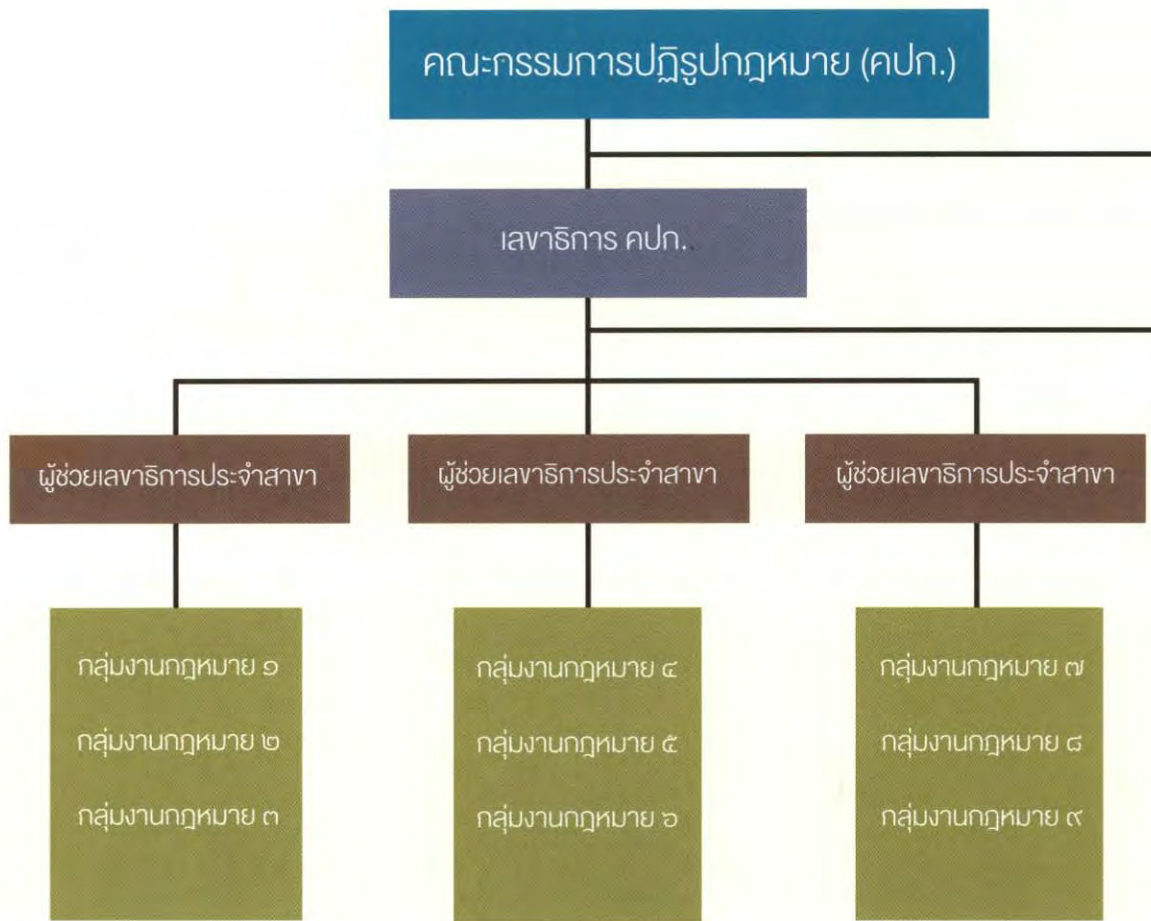 คณะกรรมการปฏิรูปกฎหมาย (คปก.)
เลขาธิการ คปก.
ผู้ช่วยเลขาธิการประจำสาขา
ผู้ช่วยเลขาธิการประจำสาขา
ผู้ช่วยเลขาธิการประจำสาขา
กลุ่มงานกฎหมาย ๑
กลุ่มงานกฎหมาย ๒
กลุ่มงานกฎหมาย ๓
กลุ่มงานกฎหมาย ๔
กลุ่มงานกฎหมาย ๕
กลุ่มงานกฎหมาย ๖
กลุ่มงานกฎหมาย ๗
กลุ่มงานกฎหมาย ๘
กลุ่มงานกฎหมาย ๙